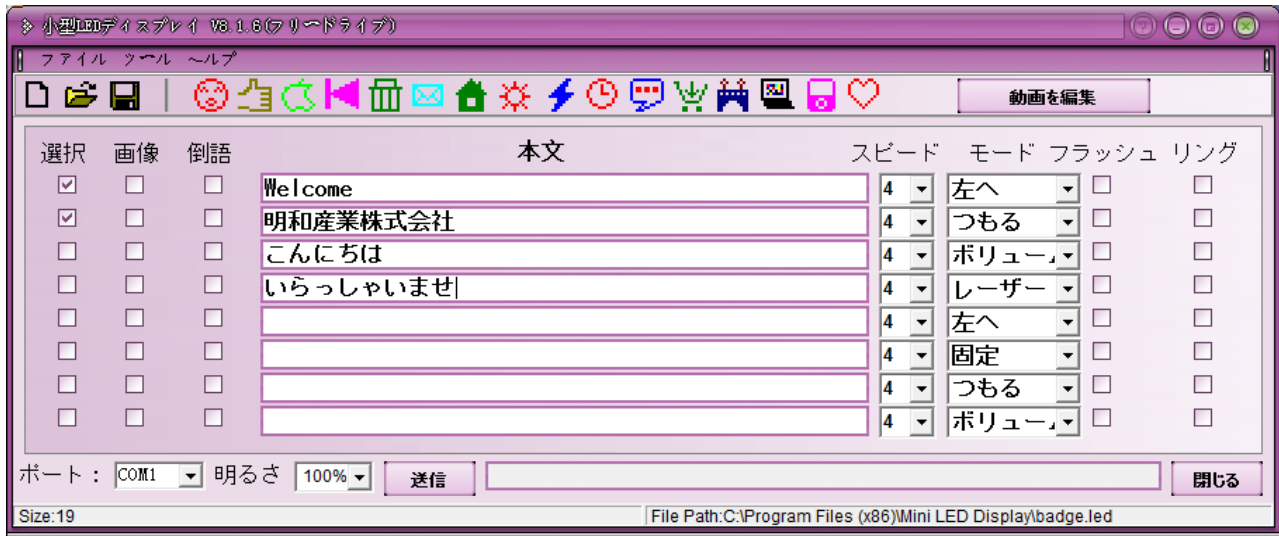 小型LEDディスプレイ V8.1.6(フリードライブ)
ファイル ツール ヘルプ
動画を編集
選択 画像 倒語 本文 スピード モード フラッシュ リング
Welcome 4 左へ
明和産業株式会社 4 つもる
こんにちは 4 ボリューム
いらっしゃいませ 4 レーザー
4 左へ
4 固定
4 つもる
4 ボリューム
ポート： COM1 明るさ 100% 送信 閉じる
Size:19 File Path:C:\Program Files (x86)\Mini LED Display\badge.led